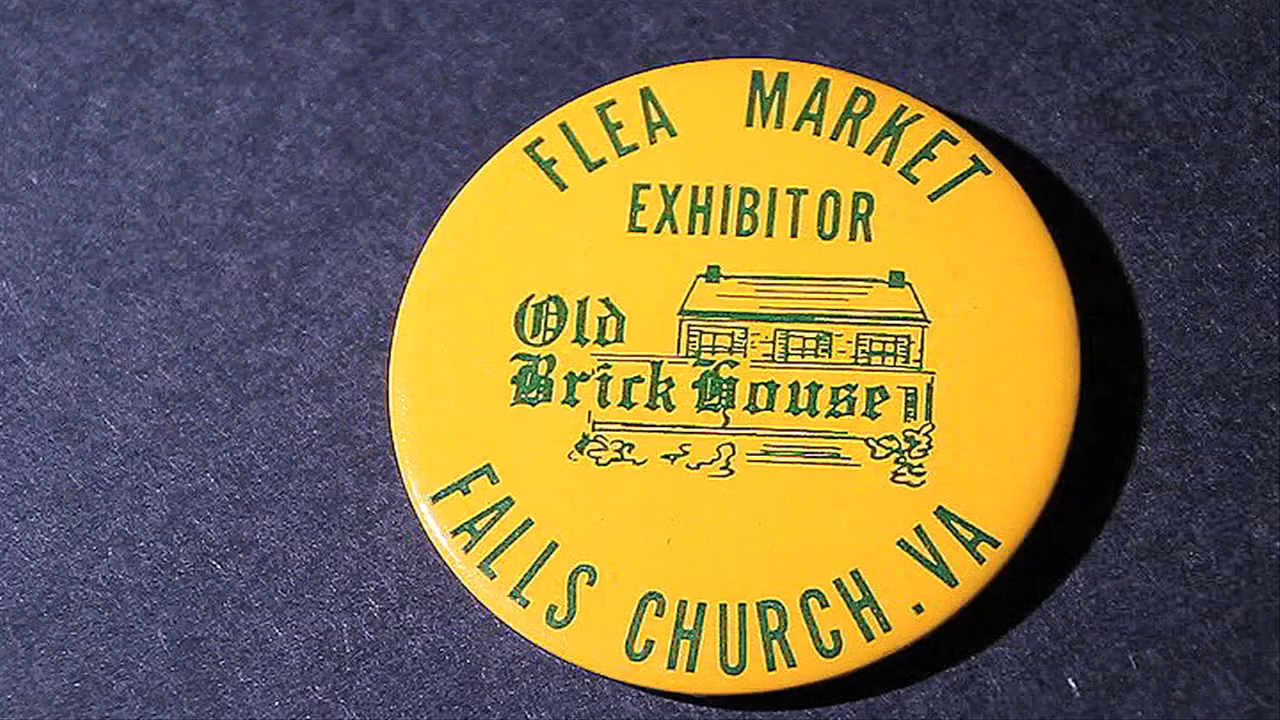 FLEA MARKET
EXHIBITOR
Old
Brick House
FALLS CHURCH. VA